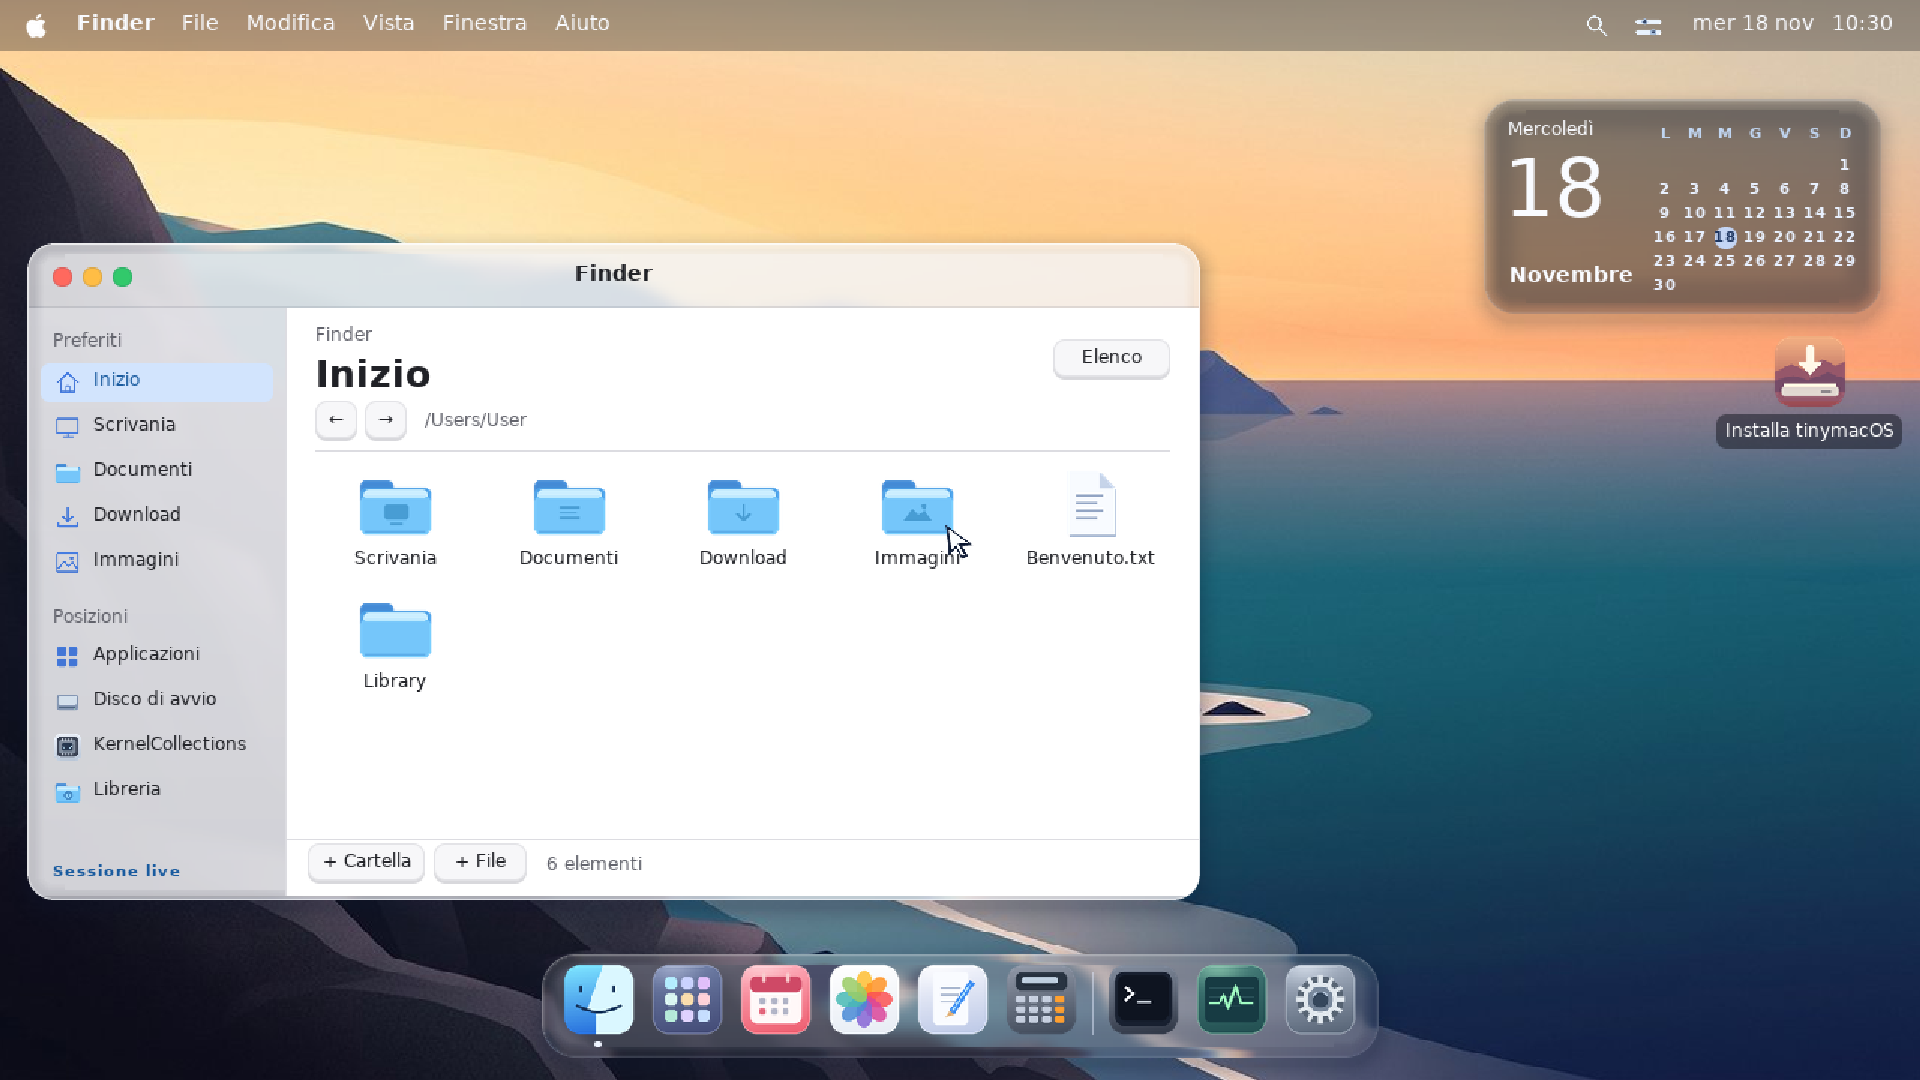 Finder File Modifica Vista Finestra Aiuto mer 18 nov 10:30
Mercoledì
18
Novembre
L M M G V S D
1
2 3 4 5 6 7 8
9 10 11 12 13 14 15
16 17 18 19 20 21 22
23 24 25 26 27 28 29
30
Installa tinymacOS
Finder
Preferiti
Inizio
Scrivania
Documenti
Download
Immagini
Posizioni
Applicazioni
Disco di avvio
KernelCollections
Libreria
Sessione live
Finder
Inizio
Elenco
← → /Users/User
Scrivania Documenti Download Immagini Benvenuto.txt
Library
+ Cartella + File 6 elementi
>_